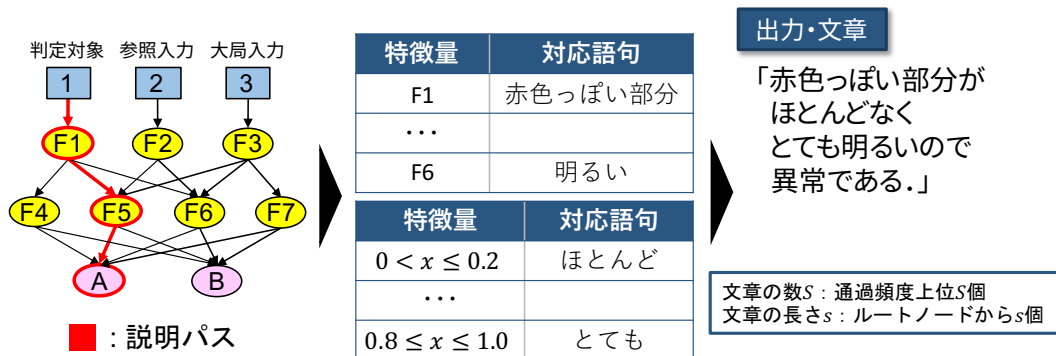 判定対象 参照入力 大局入力
1 2 3
F1 F2 F3
F4 F5 F6 F7
A B
：説明パス
特徴量 対応語句
F1 赤色っぽい部分
・・・
F6 明るい
特徴量 対応語句
0 < x ≤ 0.2 ほとんど
・・・
0.8 ≤ x ≤ 1.0 とても
出力・文章
「赤色っぽい部分が
ほとんどなく
とても明るいので
異常である．」
文章の数S：通過頻度上位S個
文章の長さs：ルートノードからs個